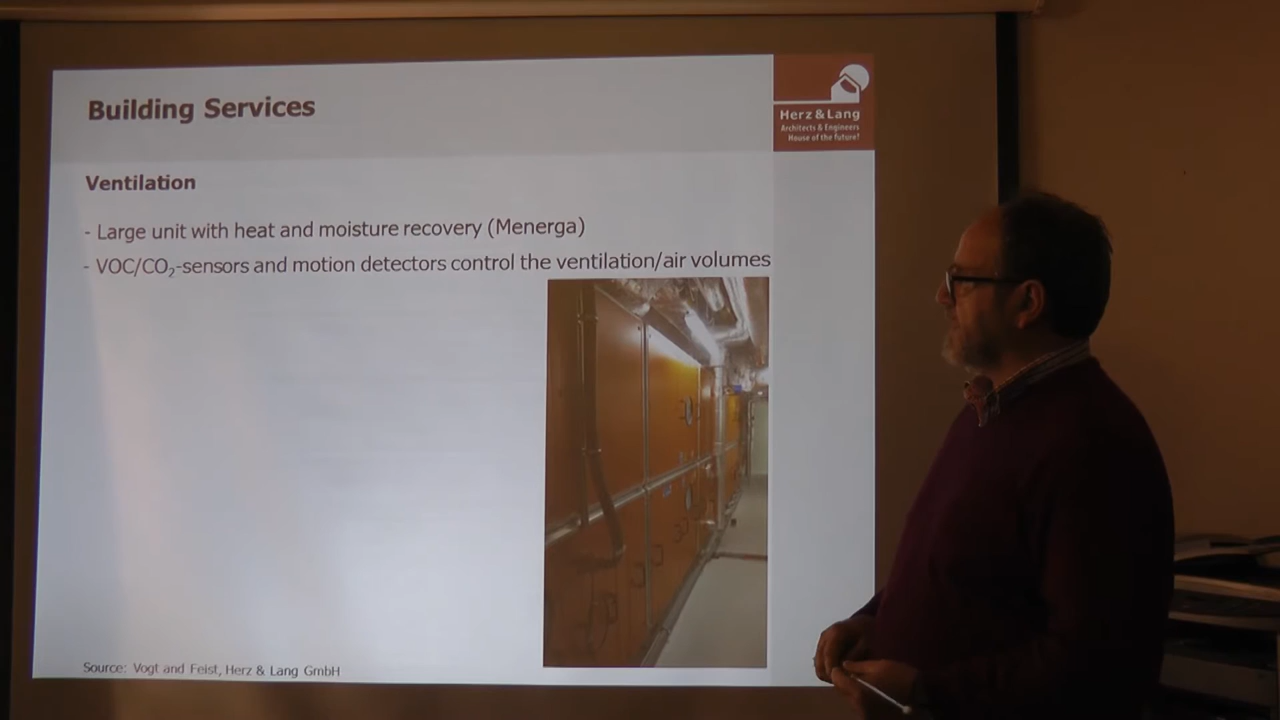 Building Services
Herz & Lang
Architects & Engineers
House of the future!
Ventilation
- Large unit with heat and moisture recovery (Menerga)
- VOC/CO₂-sensors and motion detectors control the ventilation/air volumes
Source: Vogt and Feist, Herz & Lang GmbH